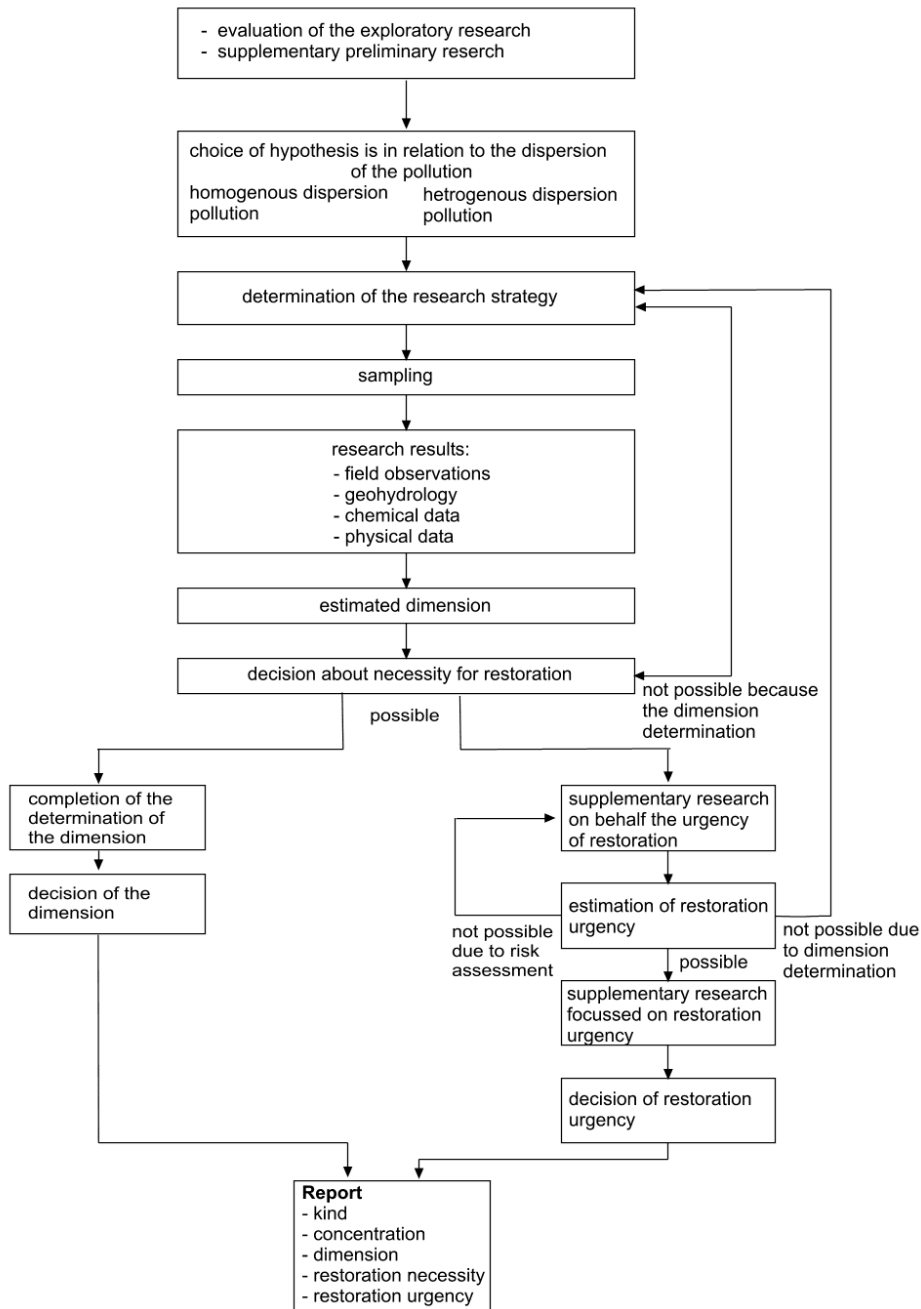 - evaluation of the exploratory research
- supplementary preliminary reserch
choice of hypothesis is in relation to the dispersion
of the pollution
homogenous dispersion
pollution
hetrogenous dispersion
pollution
determination of the research strategy
sampling
research results:
- field observations
- geohydrology
- chemical data
- physical data
estimated dimension
decision about necessity for restoration
not possible because
the dimension
determination
possible
completion of the
determination of
the dimension
decision of the
dimension
supplementary research
on behalf the urgency
of restoration
estimation of restoration
urgency
not possible
due to risk
assessment
not possible due
to dimension
determination
possible
supplementary research
focussed on restoration
urgency
decision of restoration
urgency
Report
- kind
- concentration
- dimension
- restoration necessity
- restoration urgency